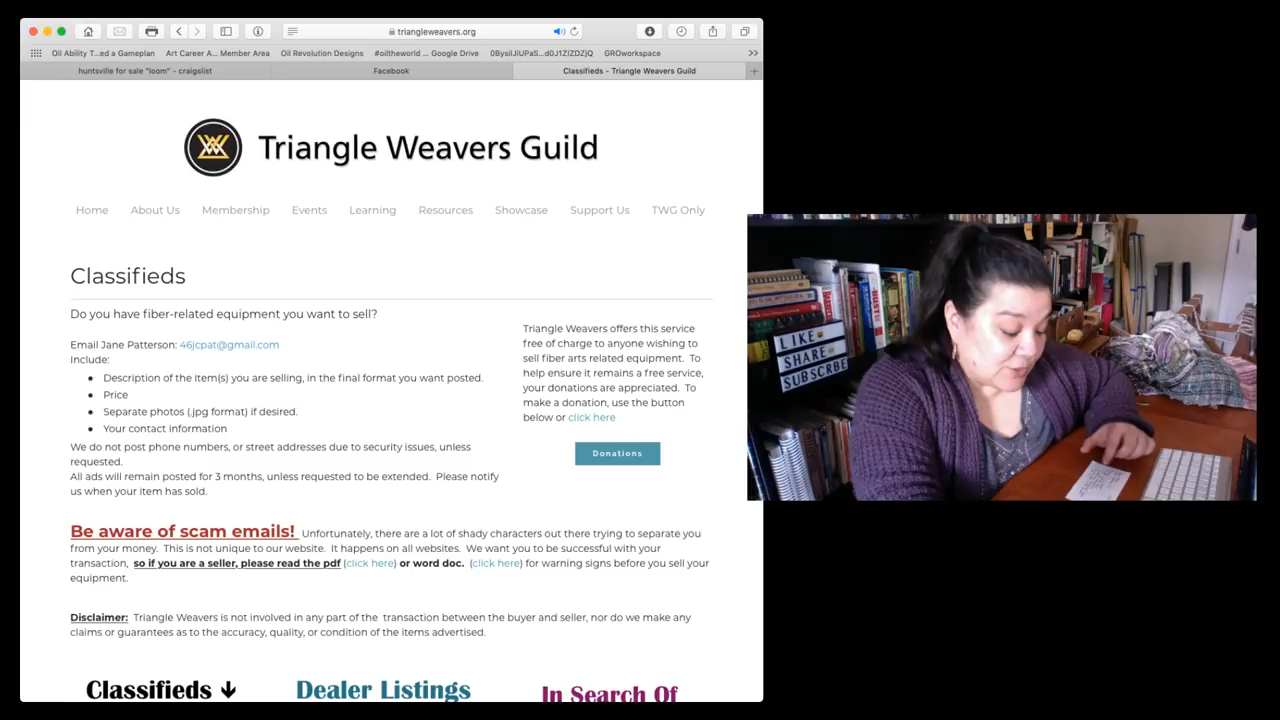 triangleweavers.org
Oil Ability T...ed a Gameplan
Art Career A... Member Area
Oil Revolution Designs
#oiltheworld ... Google Drive
0BysilJiUPaS...d0J1ZIZDZjQ
GROworkspace
huntsville for sale "loom" - craigslist
Facebook
Classifieds - Triangle Weavers Guild
Triangle Weavers Guild
Home
About Us
Membership
Events
Learning
Resources
Showcase
Support Us
TWG Only
Classifieds
Do you have fiber-related equipment you want to sell?
Email Jane Patterson: 46jcpat@gmail.com
Include:
Description of the item(s) you are selling, in the final format you want posted.
Price
Separate photos (.jpg format) if desired.
Your contact information
We do not post phone numbers, or street addresses due to security issues, unless
requested.
All ads will remain posted for 3 months, unless requested to be extended. Please notify
us when your item has sold.
Triangle Weavers offers this service
free of charge to anyone wishing to
sell fiber arts related equipment. To
help ensure it remains a free service,
your donations are appreciated. To
make a donation, use the button
below or click here
Donations
Be aware of scam emails! Unfortunately, there are a lot of shady characters out there trying to separate you
from your money. This is not unique to our website. It happens on all websites. We want you to be successful with your
transaction, so if you are a seller, please read the pdf (click here) or word doc. (click here) for warning signs before you sell your
equipment.
Disclaimer: Triangle Weavers is not involved in any part of the transaction between the buyer and seller, nor do we make any
claims or guarantees as to the accuracy, quality, or condition of the items advertised.
Classifieds
Dealer Listings
In Search Of
LIKE
SHARE
SUBSCRBE